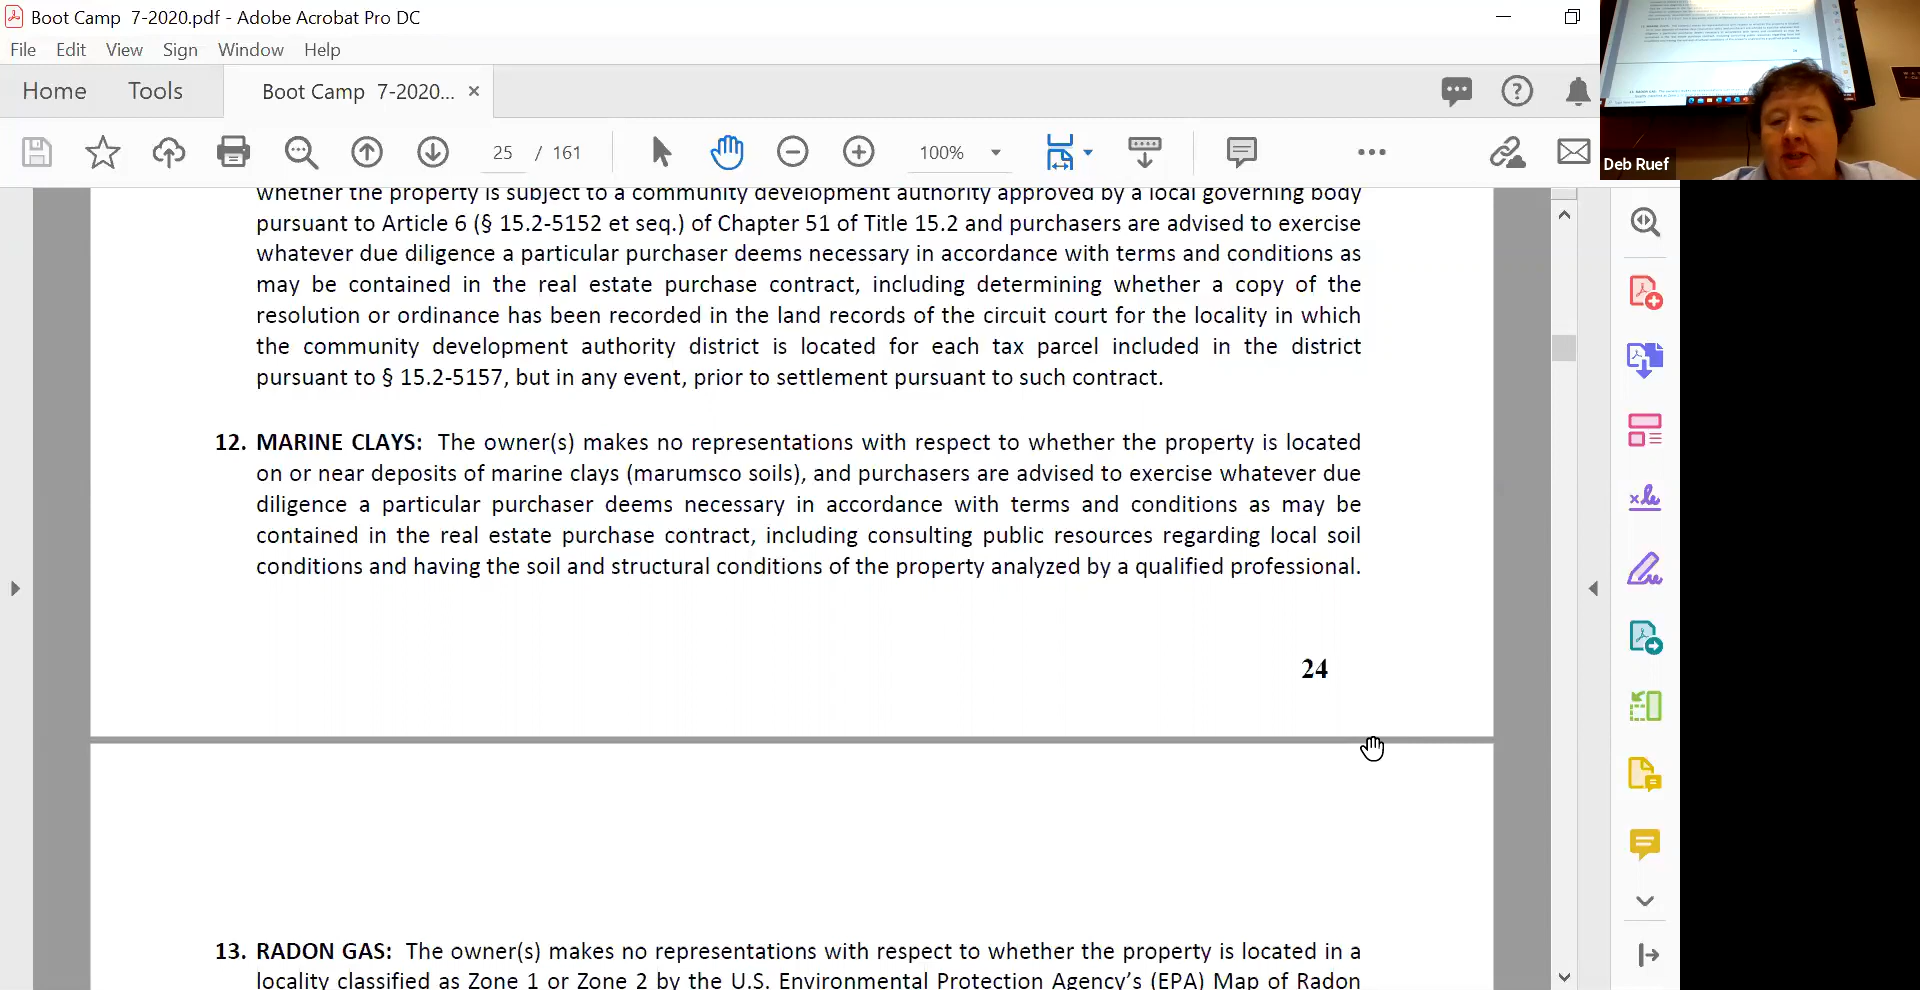 Boot Camp 7-2020.pdf - Adobe Acrobat Pro DC
File Edit View Sign Window Help
Home Tools Boot Camp 7-2020... ×
25 / 161 100%
Deb Ruef
whether the property is subject to a community development authority approved by a local governing body
pursuant to Article 6 (§ 15.2-5152 et seq.) of Chapter 51 of Title 15.2 and purchasers are advised to exercise
whatever due diligence a particular purchaser deems necessary in accordance with terms and conditions as
may be contained in the real estate purchase contract, including determining whether a copy of the
resolution or ordinance has been recorded in the land records of the circuit court for the locality in which
the community development authority district is located for each tax parcel included in the district
pursuant to § 15.2-5157, but in any event, prior to settlement pursuant to such contract.
12. MARINE CLAYS: The owner(s) makes no representations with respect to whether the property is located
on or near deposits of marine clays (marumsco soils), and purchasers are advised to exercise whatever due
diligence a particular purchaser deems necessary in accordance with terms and conditions as may be
contained in the real estate purchase contract, including consulting public resources regarding local soil
conditions and having the soil and structural conditions of the property analyzed by a qualified professional.
24
13. RADON GAS: The owner(s) makes no representations with respect to whether the property is located in a
locality classified as Zone 1 or Zone 2 by the U.S. Environmental Protection Agency's (EPA) Map of Radon